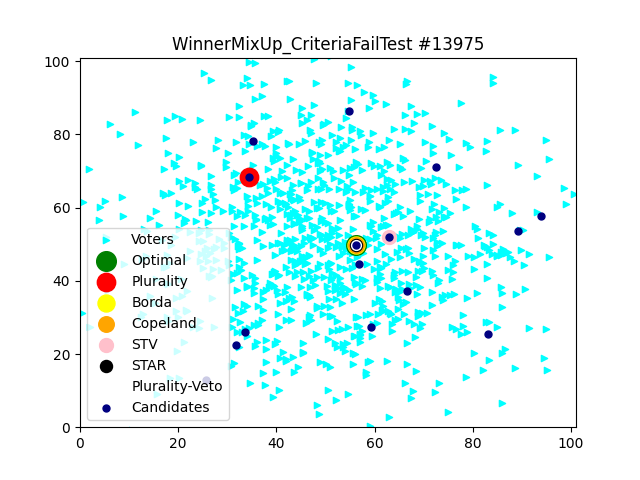 WinnerMixUp_CriteriaFailTest #13975
100
80
60
40
20
0
0
20
40
60
80
100
Voters
Optimal
Plurality
Borda
Copeland
STV
STAR
Plurality-Veto
Candidates